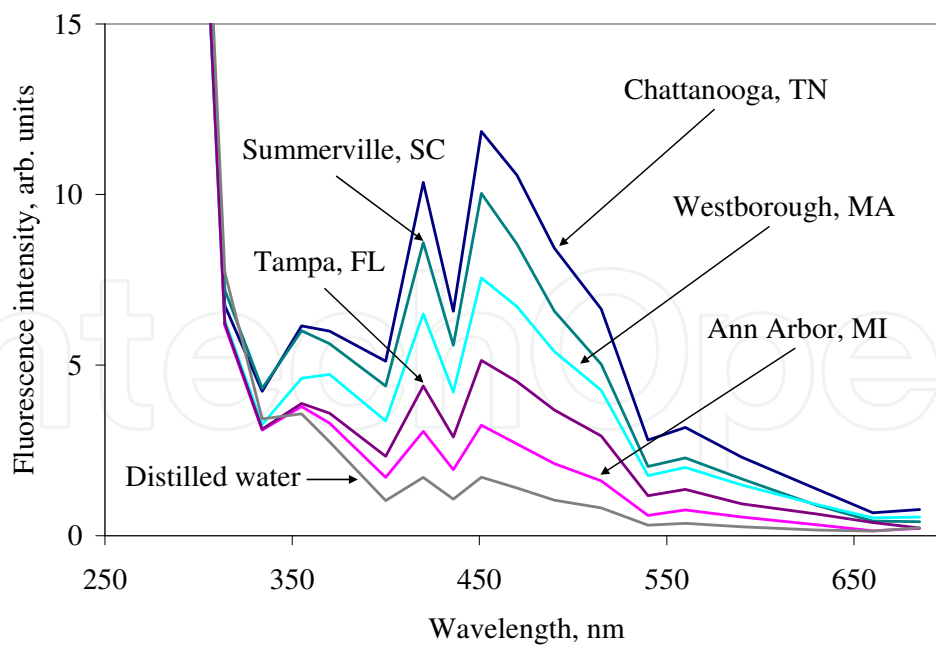 15
Chattanooga, TN
Summerville, SC
10
Westborough, MA
Tampa, FL
Ann Arbor, MI
5
Distilled water
0
250 350 450 550 650
Wavelength, nm
Fluorescence intensity, arb. units